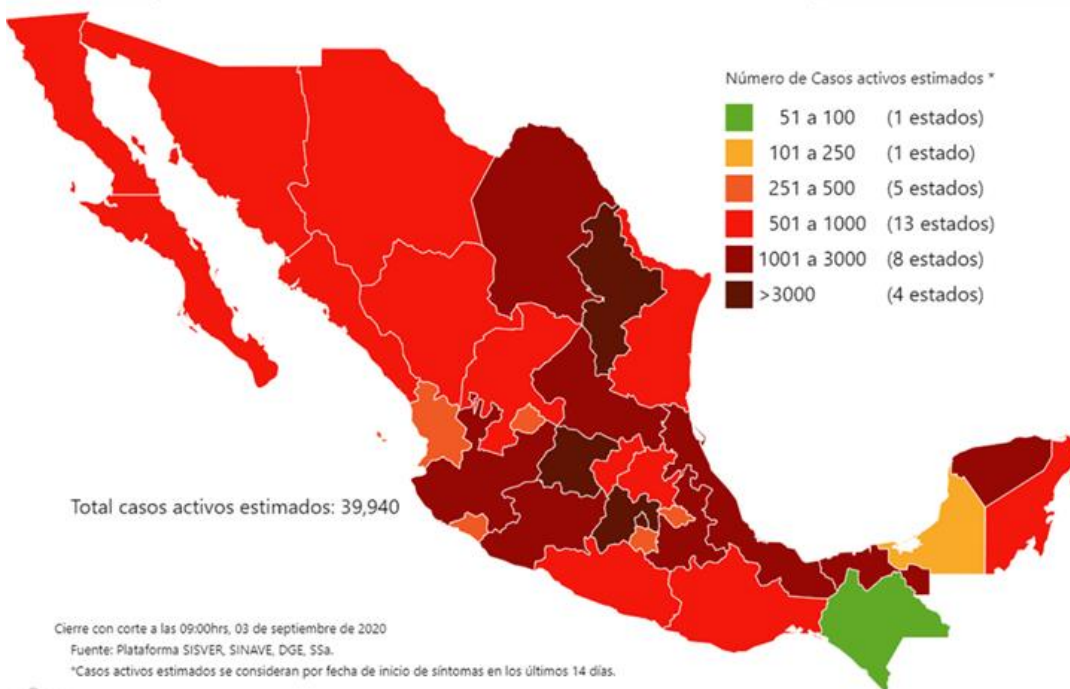 Número de Casos activos estimados *
51 a 100 (1 estados)
101 a 250 (1 estado)
251 a 500 (5 estados)
501 a 1000 (13 estados)
1001 a 3000 (8 estados)
>3000 (4 estados)
Total casos activos estimados: 39,940
Cierre con corte a las 09:00hrs, 03 de septiembre de 2020
Fuente: Plataforma SISVER, SINAVE, DGE, SSa.
*Casos activos estimados se consideran por fecha de inicio de síntomas en los últimos 14 días.